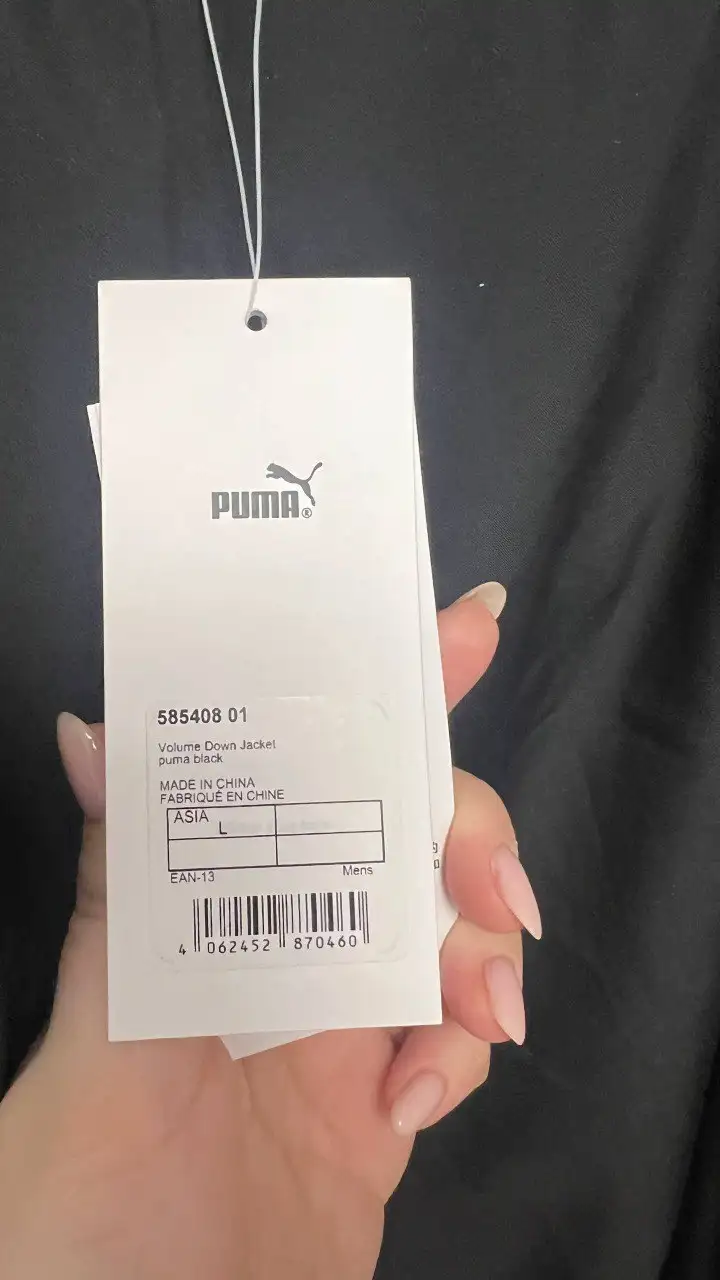 PUMA®
585408 01
Volume Down Jacket
puma black
MADE IN CHINA
FABRIQUÉ EN CHINE
ASIA
L
EAN-13 Mens
4 062452 870460